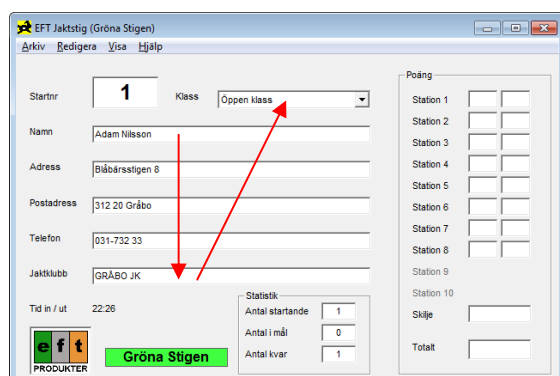 EFT Jaktstig (Gröna Stigen)
Arkiv Redigera Visa Hjälp
Startnr 1 Klass Öppen klass
Namn Adam Nilsson
Adress Blåbärsstigen 8
Postadress 312 20 Gråbo
Telefon 031-732 33
Jaktklubb GRÅBO JK
Tid in / ut 22:26
eft
PRODUKTER
Gröna Stigen
Statistik
Antal startande 1
Antal i mål 0
Antal kvar 1
Poäng
Station 1
Station 2
Station 3
Station 4
Station 5
Station 6
Station 7
Station 8
Station 9
Station 10
Skilje
Totalt